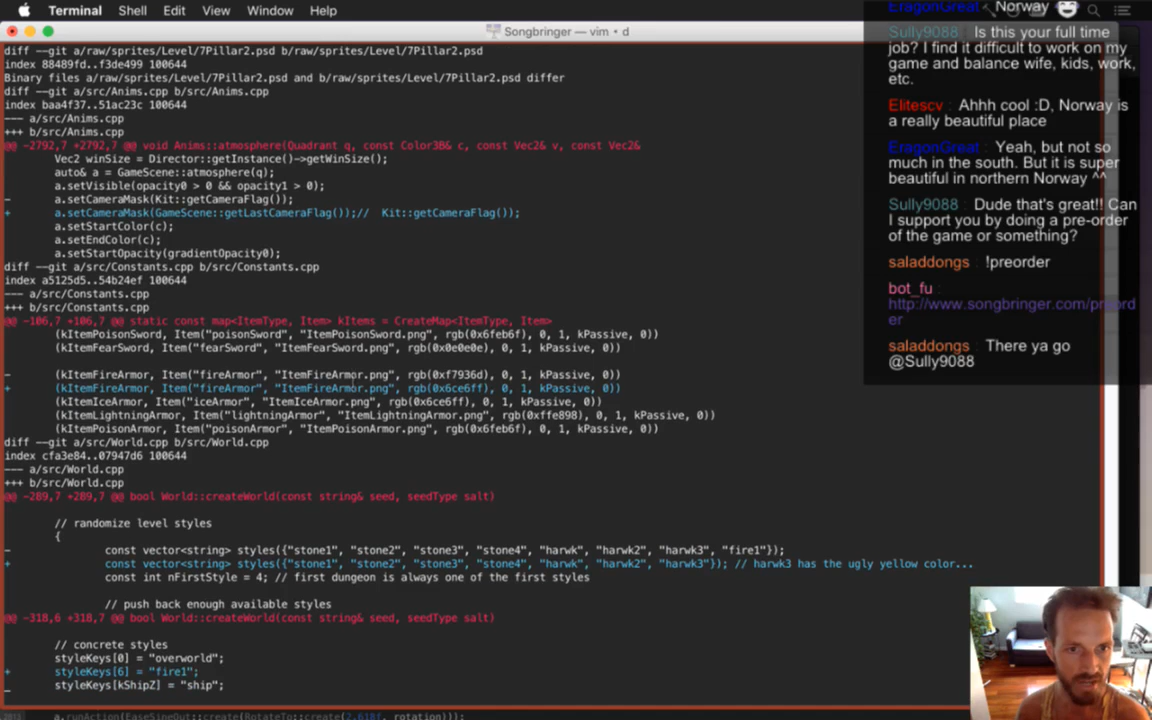 Terminal Shell Edit View Window Help
Songbringer — vim • d
diff --git a/raw/sprites/Level/7Pillar2.psd b/raw/sprites/Level/7Pillar2.psd
index 88489fd..f3de499 100644
Binary files a/raw/sprites/Level/7Pillar2.psd and b/raw/sprites/Level/7Pillar2.psd differ
diff --git a/src/Anims.cpp b/src/Anims.cpp
index baa4f37..51ac23c 100644
--- a/src/Anims.cpp
+++ b/src/Anims.cpp
@@ -2792,7 +2792,7 @@ void Anims::atmosphere(Quadrant q, const Color3B& c, const Vec2& v, const Vec2&
Vec2 winSize = Director::getInstance()->getWinSize();
auto& a = GameScene::atmosphere(q);
a.setVisible(opacity0 > 0 && opacity1 > 0);
- a.setCameraMask(Kit::getCameraFlag());
+ a.setCameraMask(GameScene::getLastCameraFlag());// Kit::getCameraFlag());
a.setStartColor(c);
a.setEndColor(c);
a.setStartOpacity(gradientOpacity0);
diff --git a/src/Constants.cpp b/src/Constants.cpp
index a5125d5..54b24ef 100644
--- a/src/Constants.cpp
+++ b/src/Constants.cpp
@@ -106,7 +106,7 @@ static const map<ItemType, Item> kItems = CreateMap<ItemType, Item>
(kItemPoisonSword, Item("poisonSword", "ItemPoisonSword.png", rgb(0x6feb6f), 0, 1, kPassive, 0))
(kItemFearSword, Item("fearSword", "ItemFearSword.png", rgb(0x0e0e0e), 0, 1, kPassive, 0))
- (kItemFireArmor, Item("fireArmor", "ItemFireArmor.png", rgb(0xf7936d), 0, 1, kPassive, 0))
+ (kItemFireArmor, Item("fireArmor", "ItemFireArmor.png", rgb(0x6ce6ff), 0, 1, kPassive, 0))
(kItemIceArmor, Item("iceArmor", "ItemIceArmor.png", rgb(0x6ce6ff), 0, 1, kPassive, 0))
(kItemLightningArmor, Item("lightningArmor", "ItemLightningArmor.png", rgb(0xffe898), 0, 1, kPassive, 0))
(kItemPoisonArmor, Item("poisonArmor", "ItemPoisonArmor.png", rgb(0x6feb6f), 0, 1, kPassive, 0))
diff --git a/src/World.cpp b/src/World.cpp
index cfa3e84..07947d6 100644
--- a/src/World.cpp
+++ b/src/World.cpp
@@ -289,7 +289,7 @@ bool World::createWorld(const string& seed, seedType salt)
// randomize level styles
{
- const vector<string> styles({"stone1", "stone2", "stone3", "stone4", "harwk", "harwk2", "harwk3", "fire1"});
+ const vector<string> styles({"stone1", "stone2", "stone3", "stone4", "harwk", "harwk2", "harwk3"}); // harwk3 has the ugly yellow color...
const int nFirstStyle = 4; // first dungeon is always one of the first styles
// push back enough available styles
@@ -318,6 +318,7 @@ bool World::createWorld(const string& seed, seedType salt)
// concrete styles
styleKeys[0] = "overworld";
+ styleKeys[6] = "fire1";
styleKeys[kShipZ] = "ship";
a.runAction(EaseSineOut::create(RotateTo::create(2.618f, rotation)));
EragonGreat Norway
Sully9088 : Is this your full time
job? I find it difficult to work on my
game and balance wife, kids, work,
etc.
Elitescv : Ahhh cool :D, Norway is
a really beautiful place
EragonGreat : Yeah, but not so
much in the south. But it is super
beautiful in northern Norway ^^
Sully9088 : Dude that's great!! Can
I support you by doing a pre-order
of the game or something?
saladdongs : !preorder
bot_fu :
http://www.songbringer.com/preord
er
saladdongs : There ya go
@Sully9088